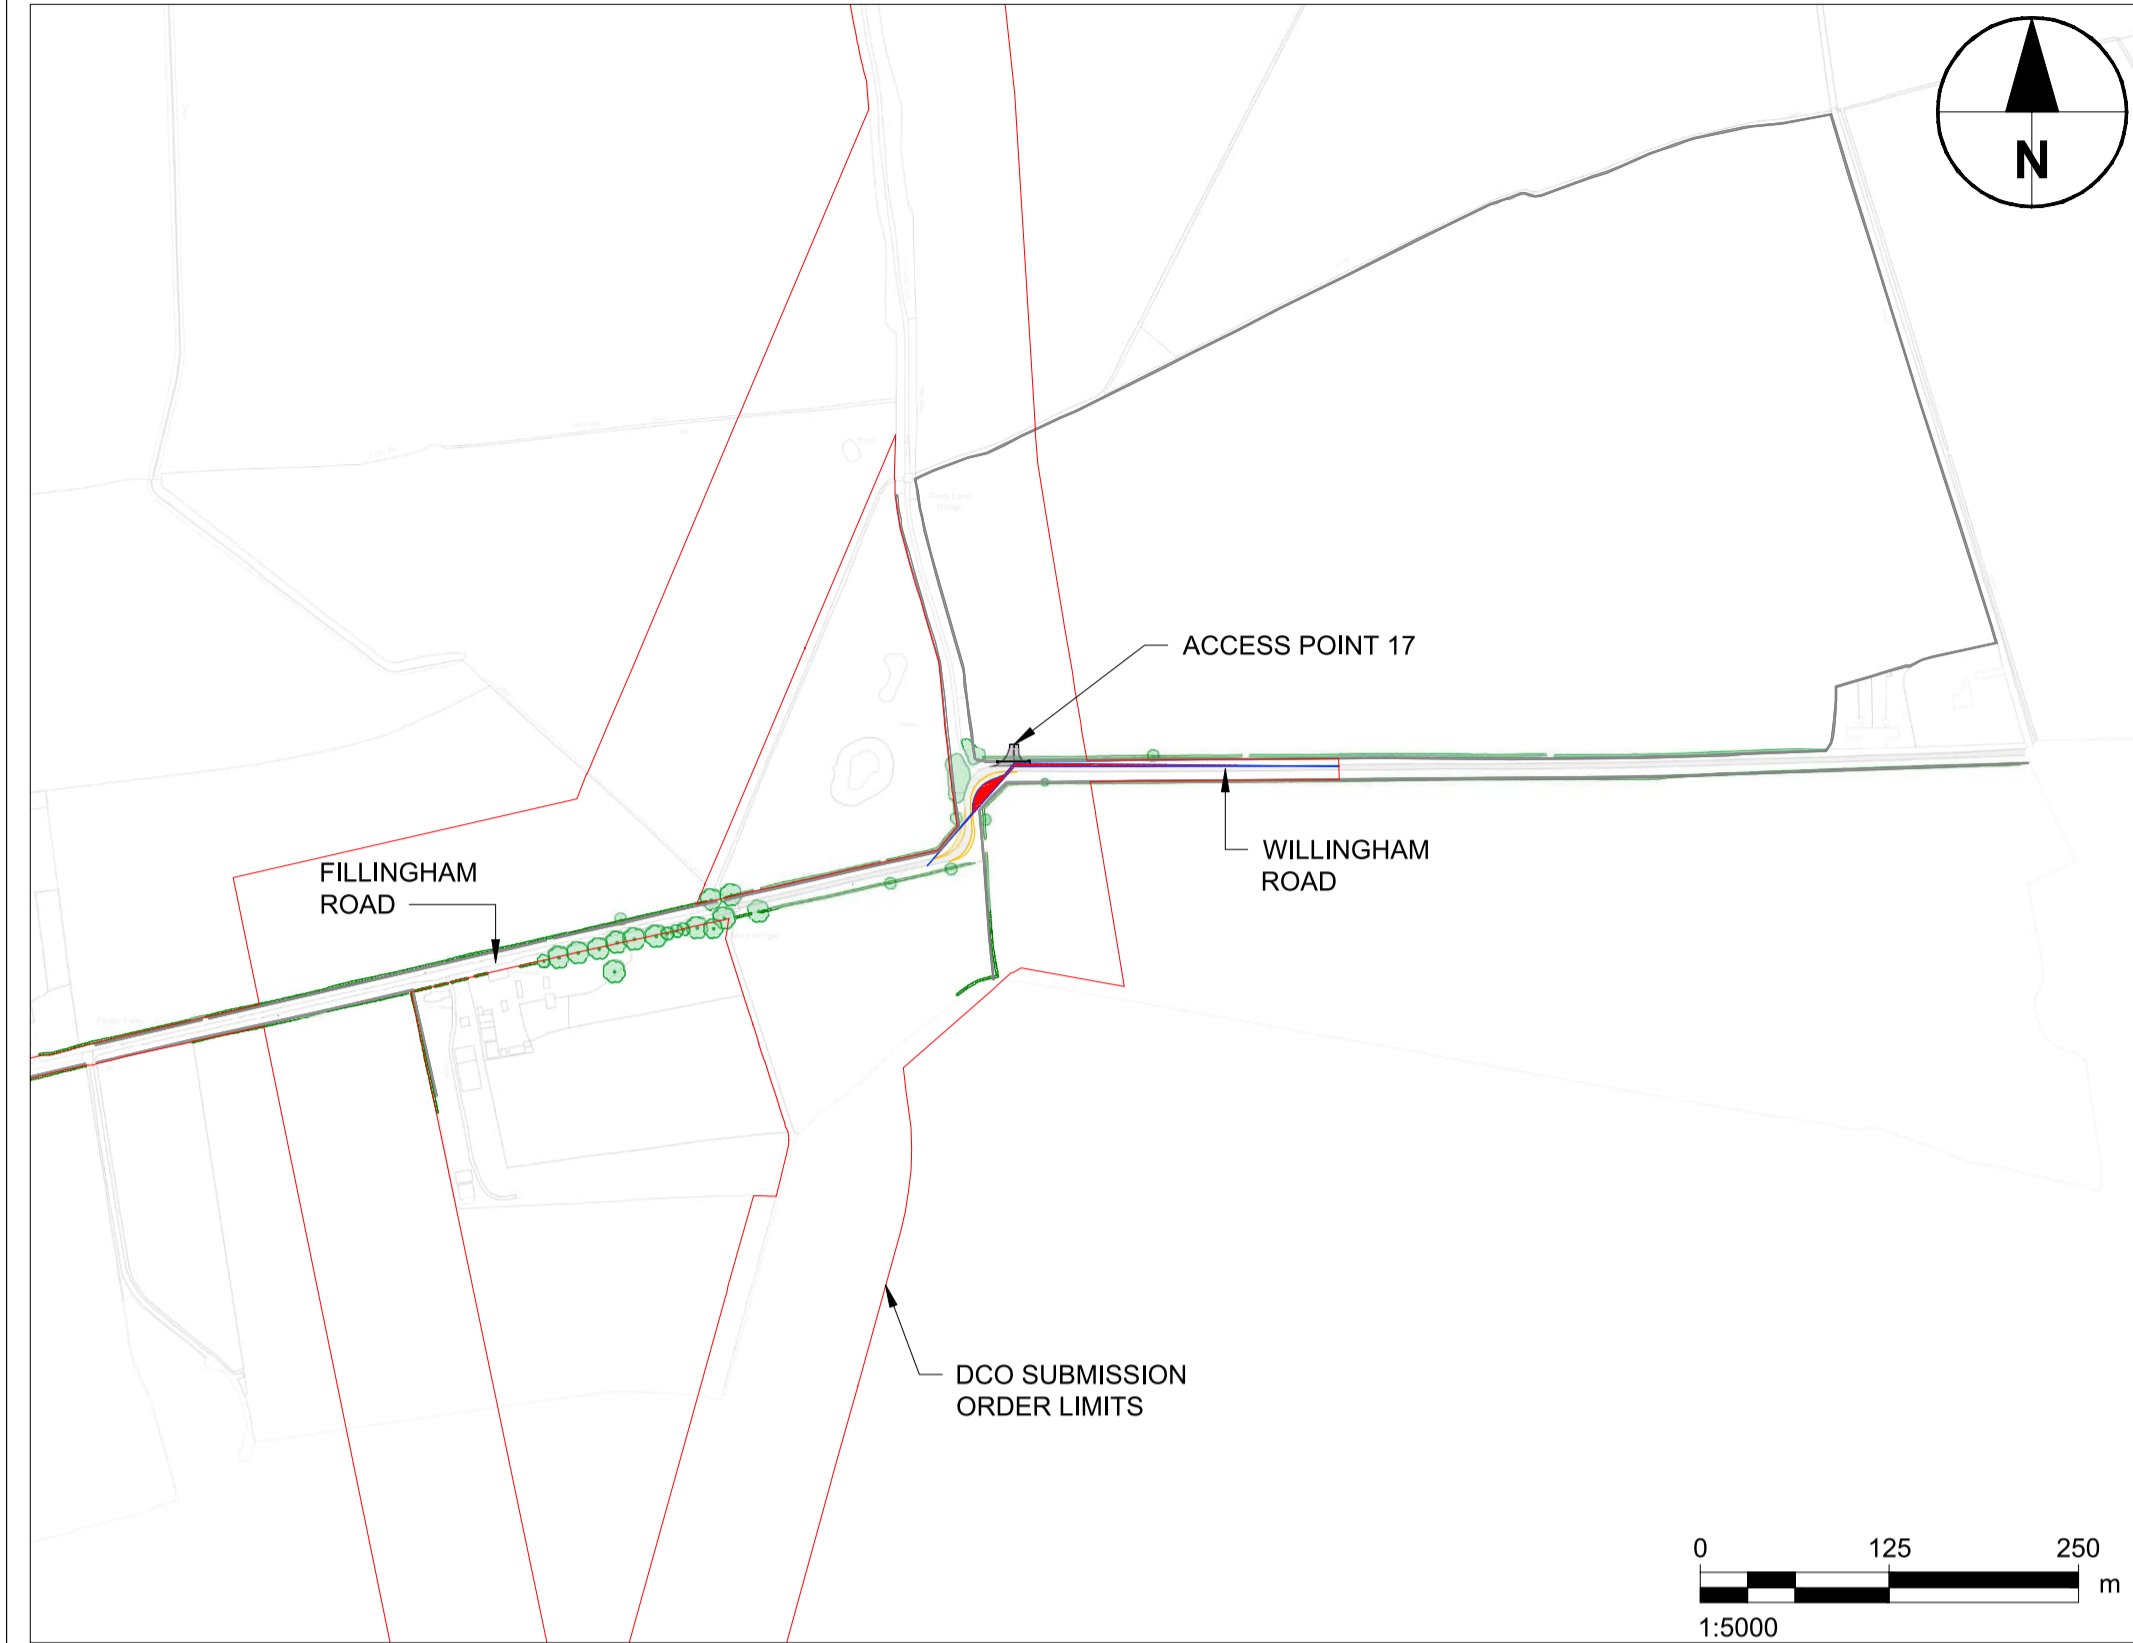 N
ACCESS POINT 17
WILLINGHAM
ROAD
FILLINGHAM
ROAD
DCO SUBMISSION
ORDER LIMITS
0 125 250
m
1:5000